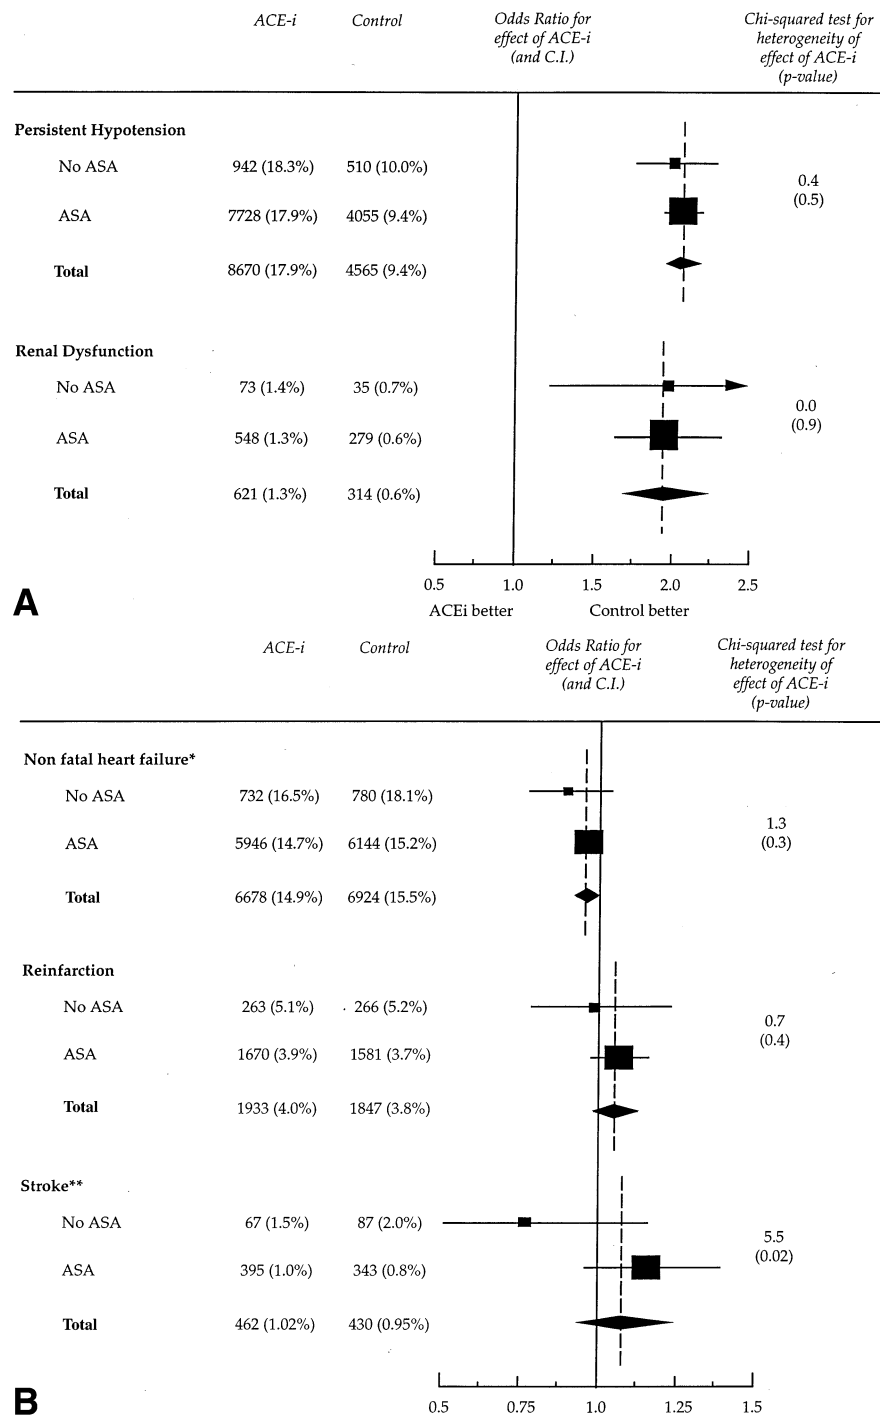 ACE-i Control Odds Ratio for effect of ACE-i (and C.I.) Chi-squared test for heterogeneity of effect of ACE-i (p-value)
Persistent Hypotension
No ASA 942 (18.3%) 510 (10.0%)
0.4
(0.5)
ASA 7728 (17.9%) 4055 (9.4%)
Total 8670 (17.9%) 4565 (9.4%)
Renal Dysfunction
No ASA 73 (1.4%) 35 (0.7%)
0.0
(0.9)
ASA 548 (1.3%) 279 (0.6%)
Total 621 (1.3%) 314 (0.6%)
0.5 1.0 1.5 2.0 2.5
A
ACEi better Control better
ACE-i Control Odds Ratio for effect of ACE-i (and C.I.) Chi-squared test for heterogeneity of effect of ACE-i (p-value)
Non fatal heart failure*
No ASA 732 (16.5%) 780 (18.1%)
1.3
(0.3)
ASA 5946 (14.7%) 6144 (15.2%)
Total 6678 (14.9%) 6924 (15.5%)
Reinfarction
No ASA 263 (5.1%) 266 (5.2%)
0.7
(0.4)
ASA 1670 (3.9%) 1581 (3.7%)
Total 1933 (4.0%) 1847 (3.8%)
Stroke**
No ASA 67 (1.5%) 87 (2.0%)
5.5
(0.02)
ASA 395 (1.0%) 343 (0.8%)
Total 462 (1.02%) 430 (0.95%)
B
0.5 0.75 1.0 1.25 1.5